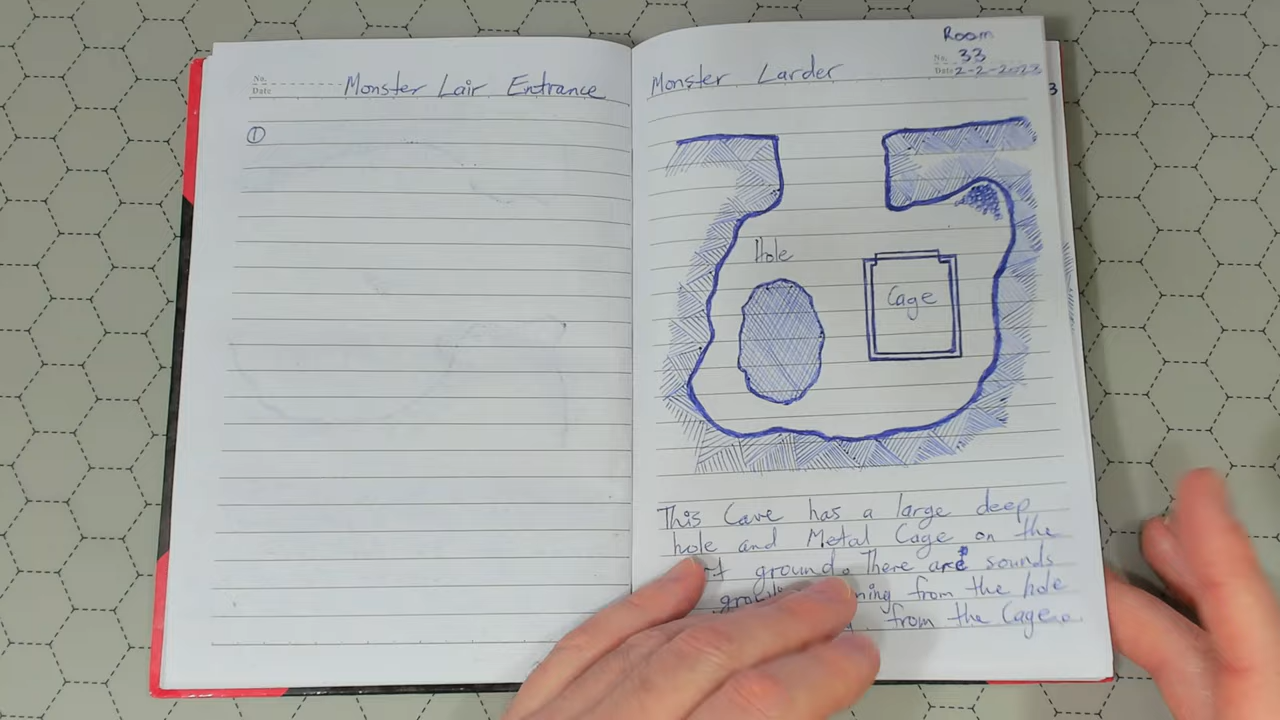 No.
Date
Monster Lair Entrance
①
Room
Monster Larder
No. 33
Date 2-2-2023
3
Hole
Cage
This Cave has a large deep
hole and Metal Cage on the
ground. There are sounds
from the hole
from the Cage.